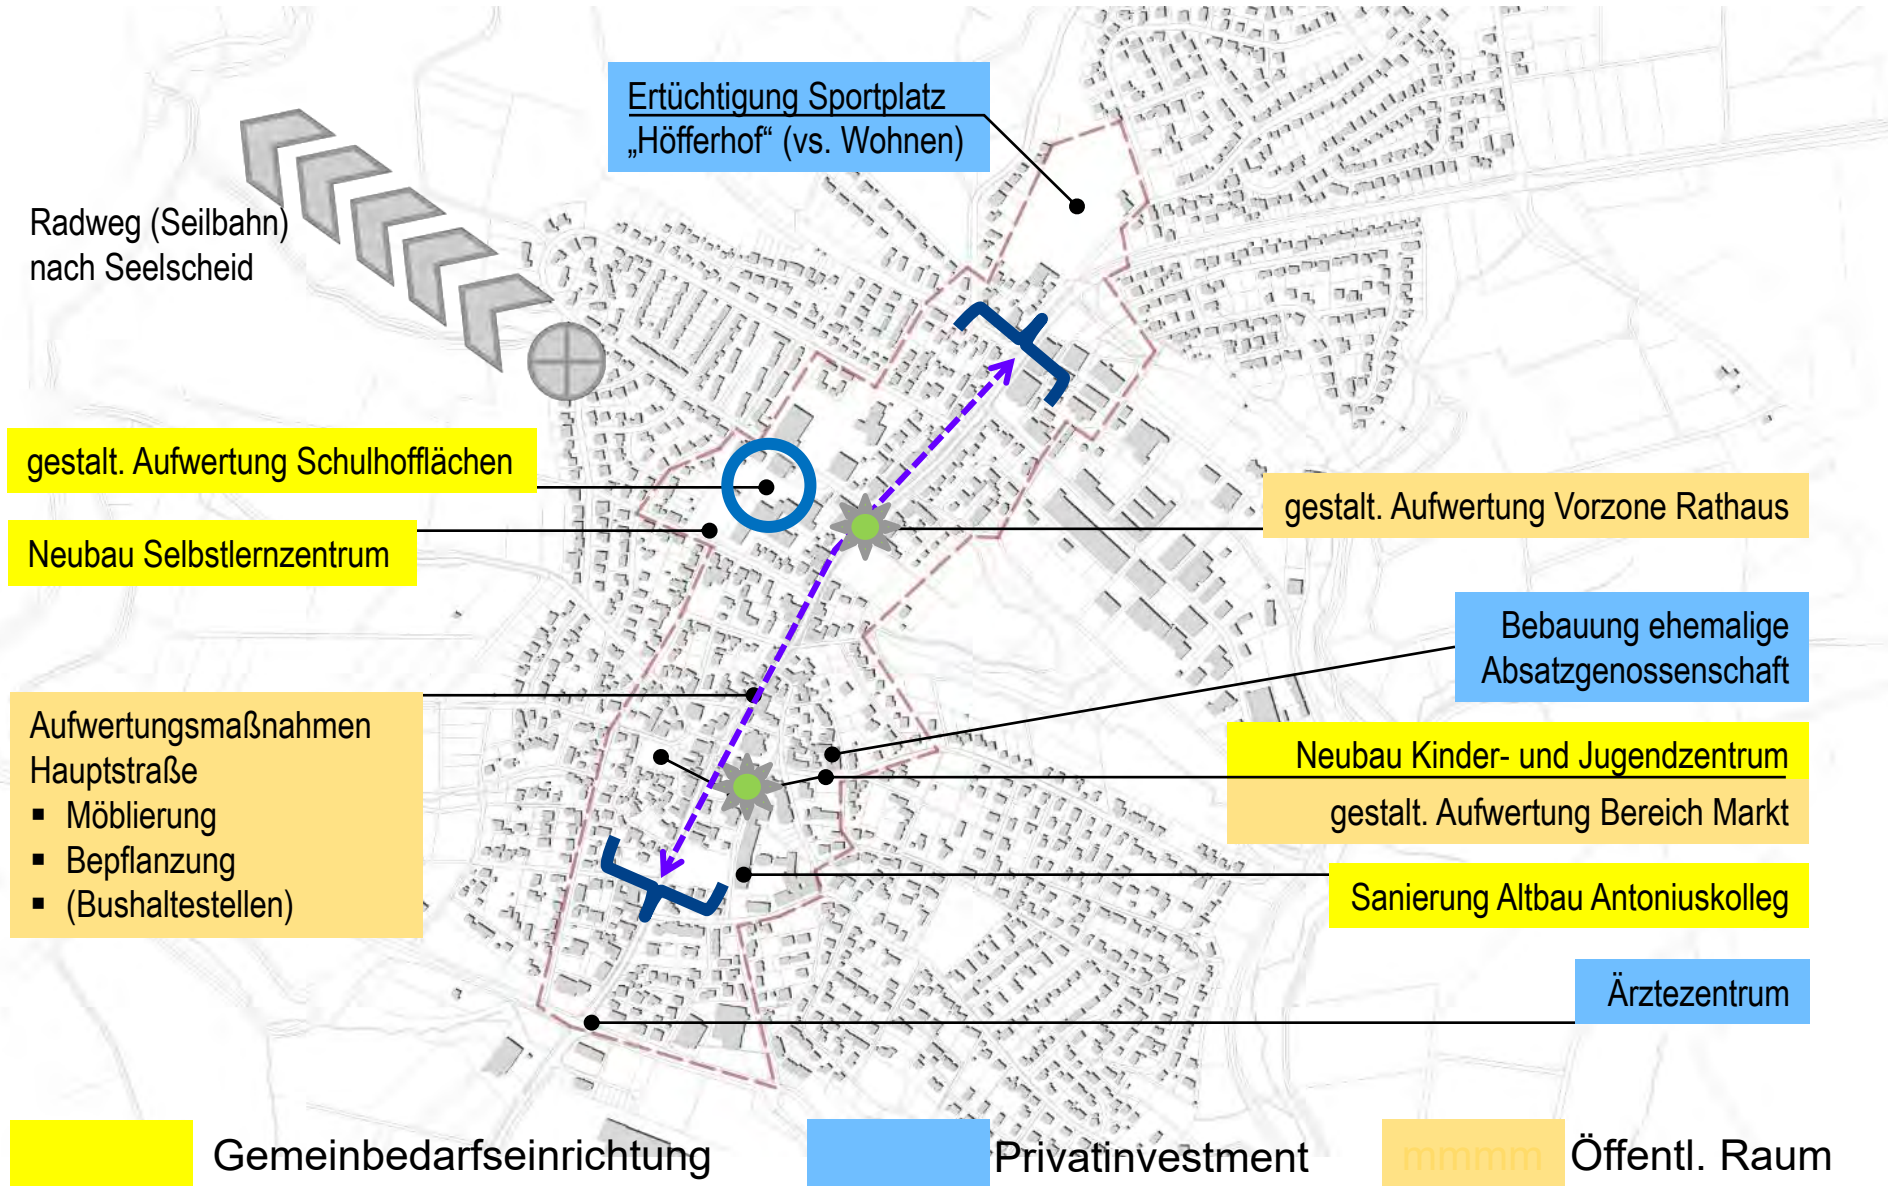 Ertüchtigung Sportplatz
„Höfferhof“ (vs. Wohnen)
Radweg (Seilbahn)
nach Seelscheid
gestalt. Aufwertung Schulhofflächen
Neubau Selbstlernzentrum
gestalt. Aufwertung Vorzone Rathaus
Bebauung ehemalige
Absatzgenossenschaft
Aufwertungsmaßnahmen
Hauptstraße
▪ Möblierung
▪ Bepflanzung
▪ (Bushaltestellen)
Neubau Kinder- und Jugendzentrum
gestalt. Aufwertung Bereich Markt
Sanierung Altbau Antoniuskolleg
Ärztezentrum
Gemeinbedarfseinrichtung
Privatinvestment
mmmm Öffentl. Raum